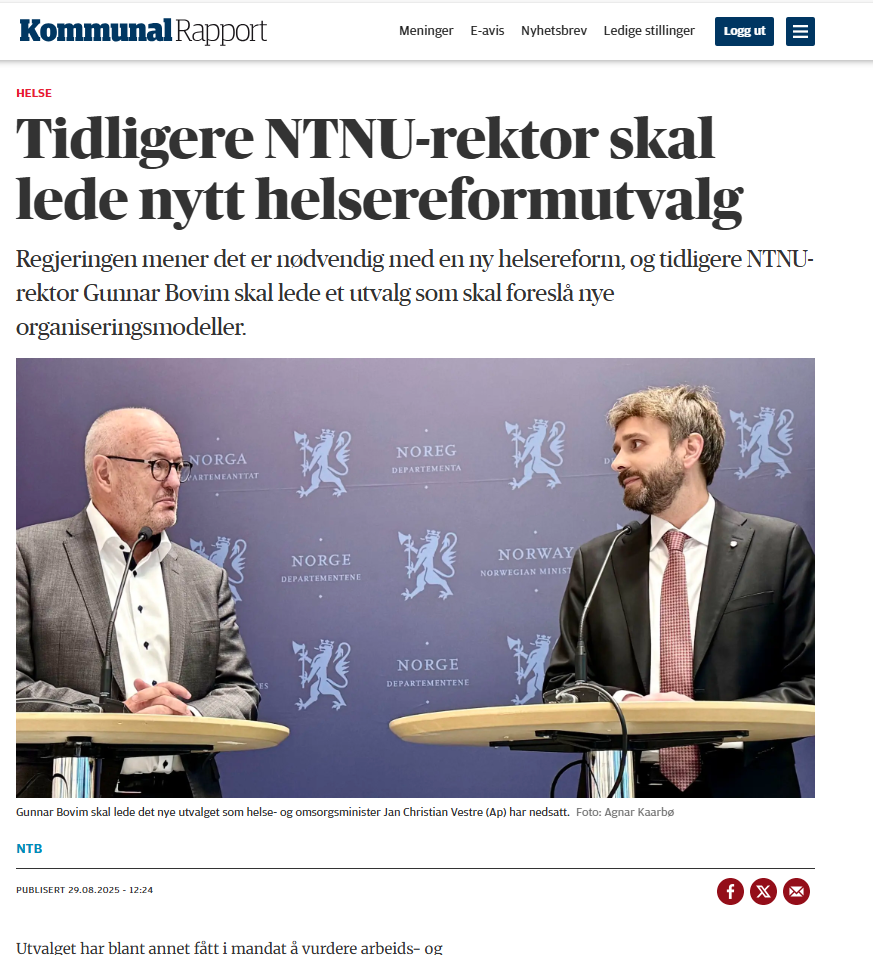 Kommunal Rapport
Meninger E-avis Nyhetsbrev Ledige stillinger Logg ut
HELSE
Tidligere NTNU-rektor skal
lede nytt helsereformutvalg
Regjeringen mener det er nødvendig med en ny helsereform, og tidligere NTNU-
rektor Gunnar Bovim skal lede et utvalg som skal foreslå nye
organiseringsmodeller.
NORGA
NOREG
DEPARTEMENTA
NORGE
DEPARTEMENTENE
NORWAY
NORGE
DEPARTEMENTENE
Gunnar Bovim skal lede det nye utvalget som helse- og omsorgsminister Jan Christian Vestre (Ap) har nedsatt. Foto: Agnar Kaarbø
NTB
PUBLISERT 29.08.2025 - 12:24
Utvalget har blant annet fått i mandat å vurdere arbeids- og